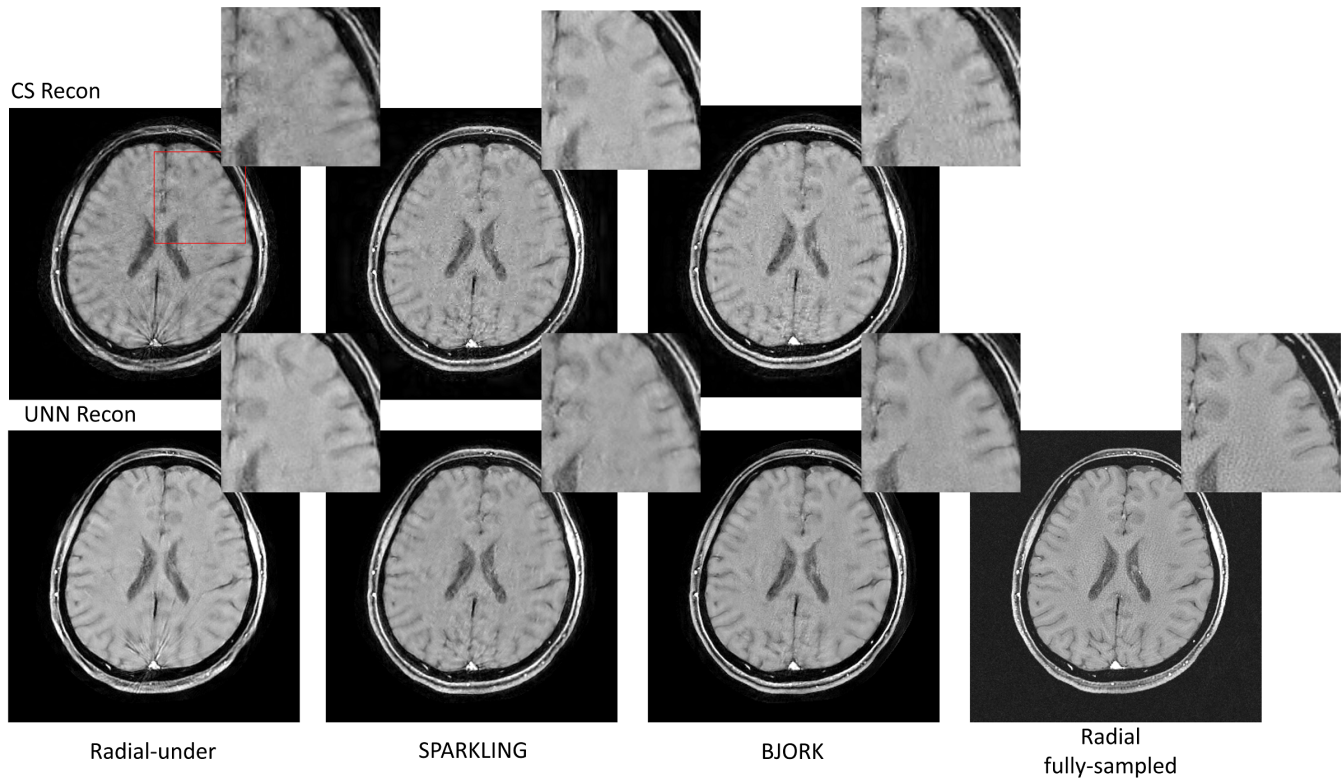 CS Recon
UNN Recon
Radial-under
SPARKLING
BJORK
Radial
fully-sampled